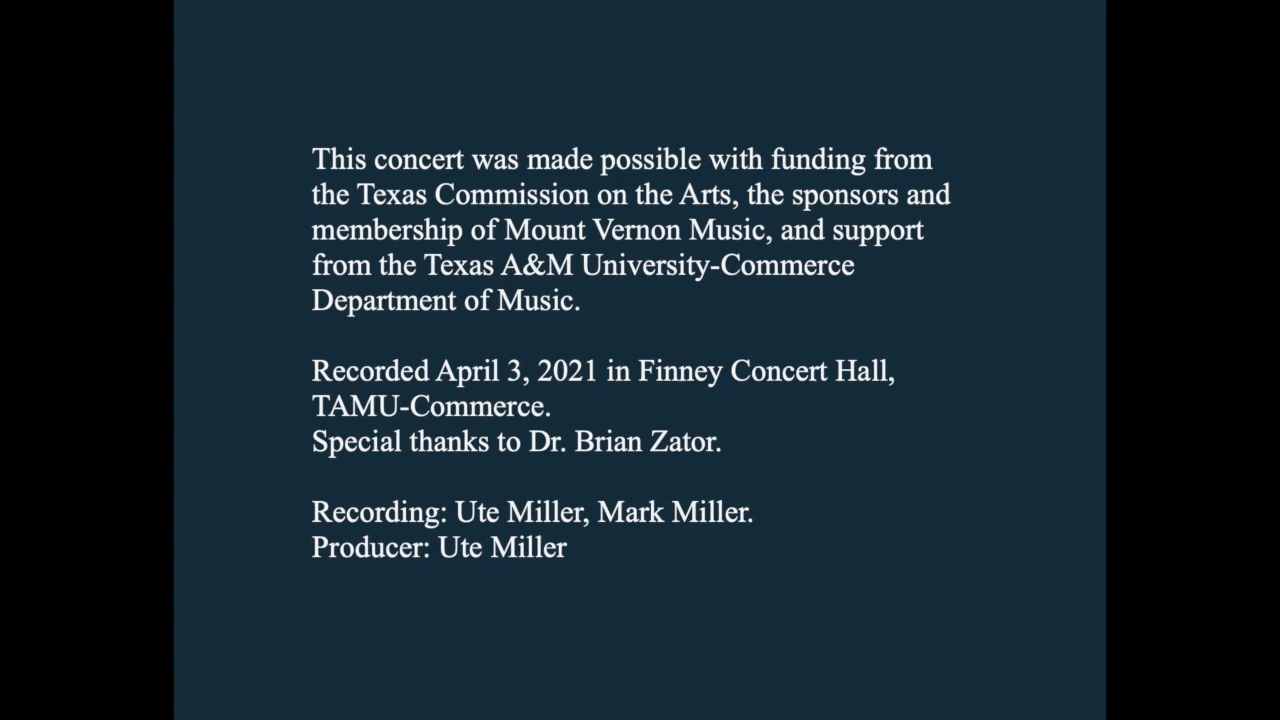 This concert was made possible with funding from
the Texas Commission on the Arts, the sponsors and
membership of Mount Vernon Music, and support
from the Texas A&M University-Commerce
Department of Music.
Recorded April 3, 2021 in Finney Concert Hall,
TAMU-Commerce.
Special thanks to Dr. Brian Zator.
Recording: Ute Miller, Mark Miller.
Producer: Ute Miller